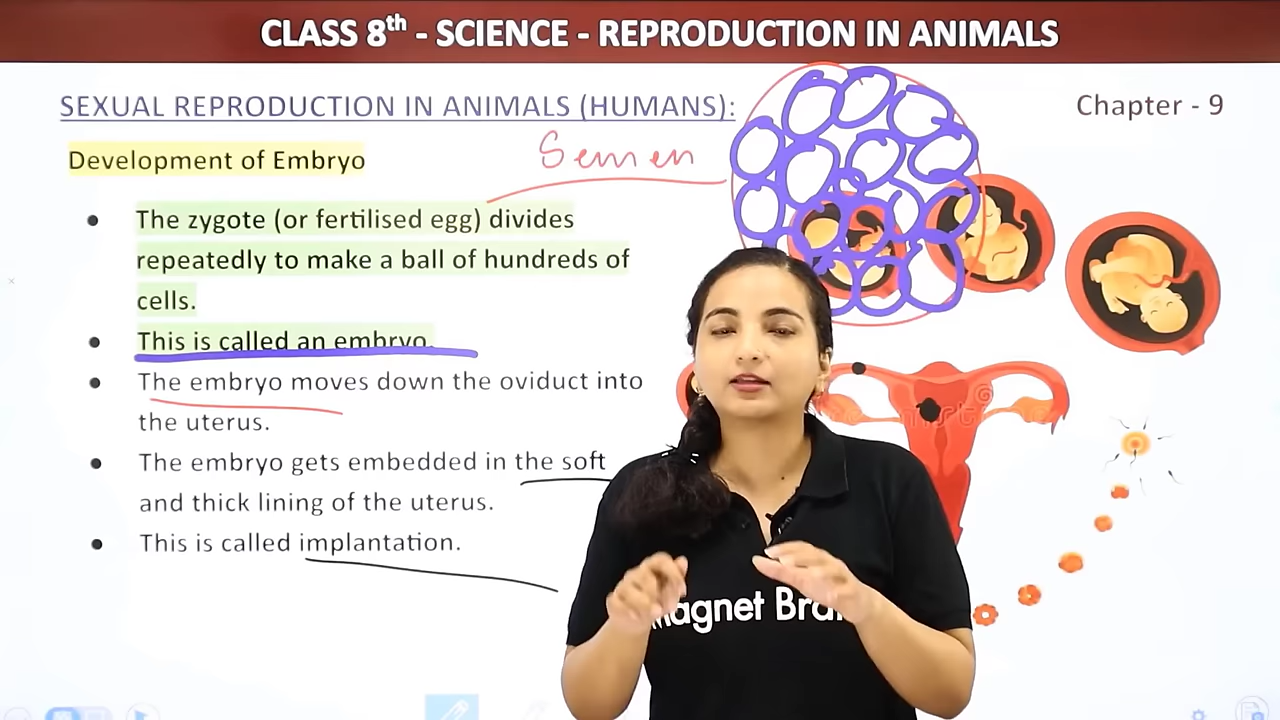 CLASS 8th - SCIENCE - REPRODUCTION IN ANIMALS
SEXUAL REPRODUCTION IN ANIMALS (HUMANS):
Chapter - 9
Semen
Development of Embryo
● The zygote (or fertilised egg) divides
repeatedly to make a ball of hundreds of
cells.
● This is called an embryo.
● The embryo moves down the oviduct into
the uterus.
● The embryo gets embedded in the soft
and thick lining of the uterus.
● This is called implantation.
Magnet Bra